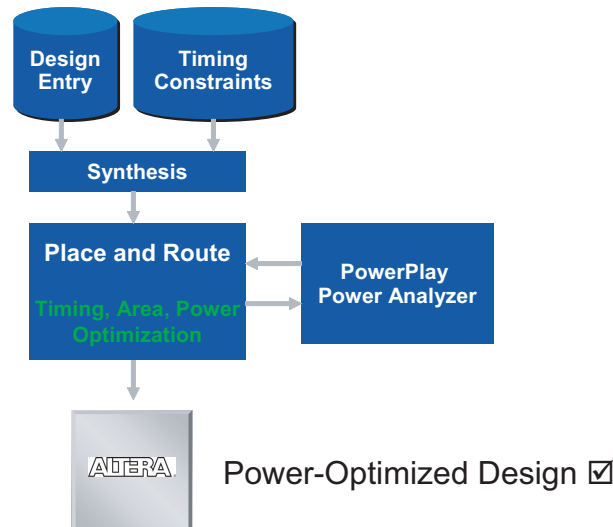 Design
Entry
Timing
Constraints
Synthesis
Place and Route
Timing, Area, Power
Optimization
PowerPlay
Power Analyzer
ALTERA
Power-Optimized Design ☑